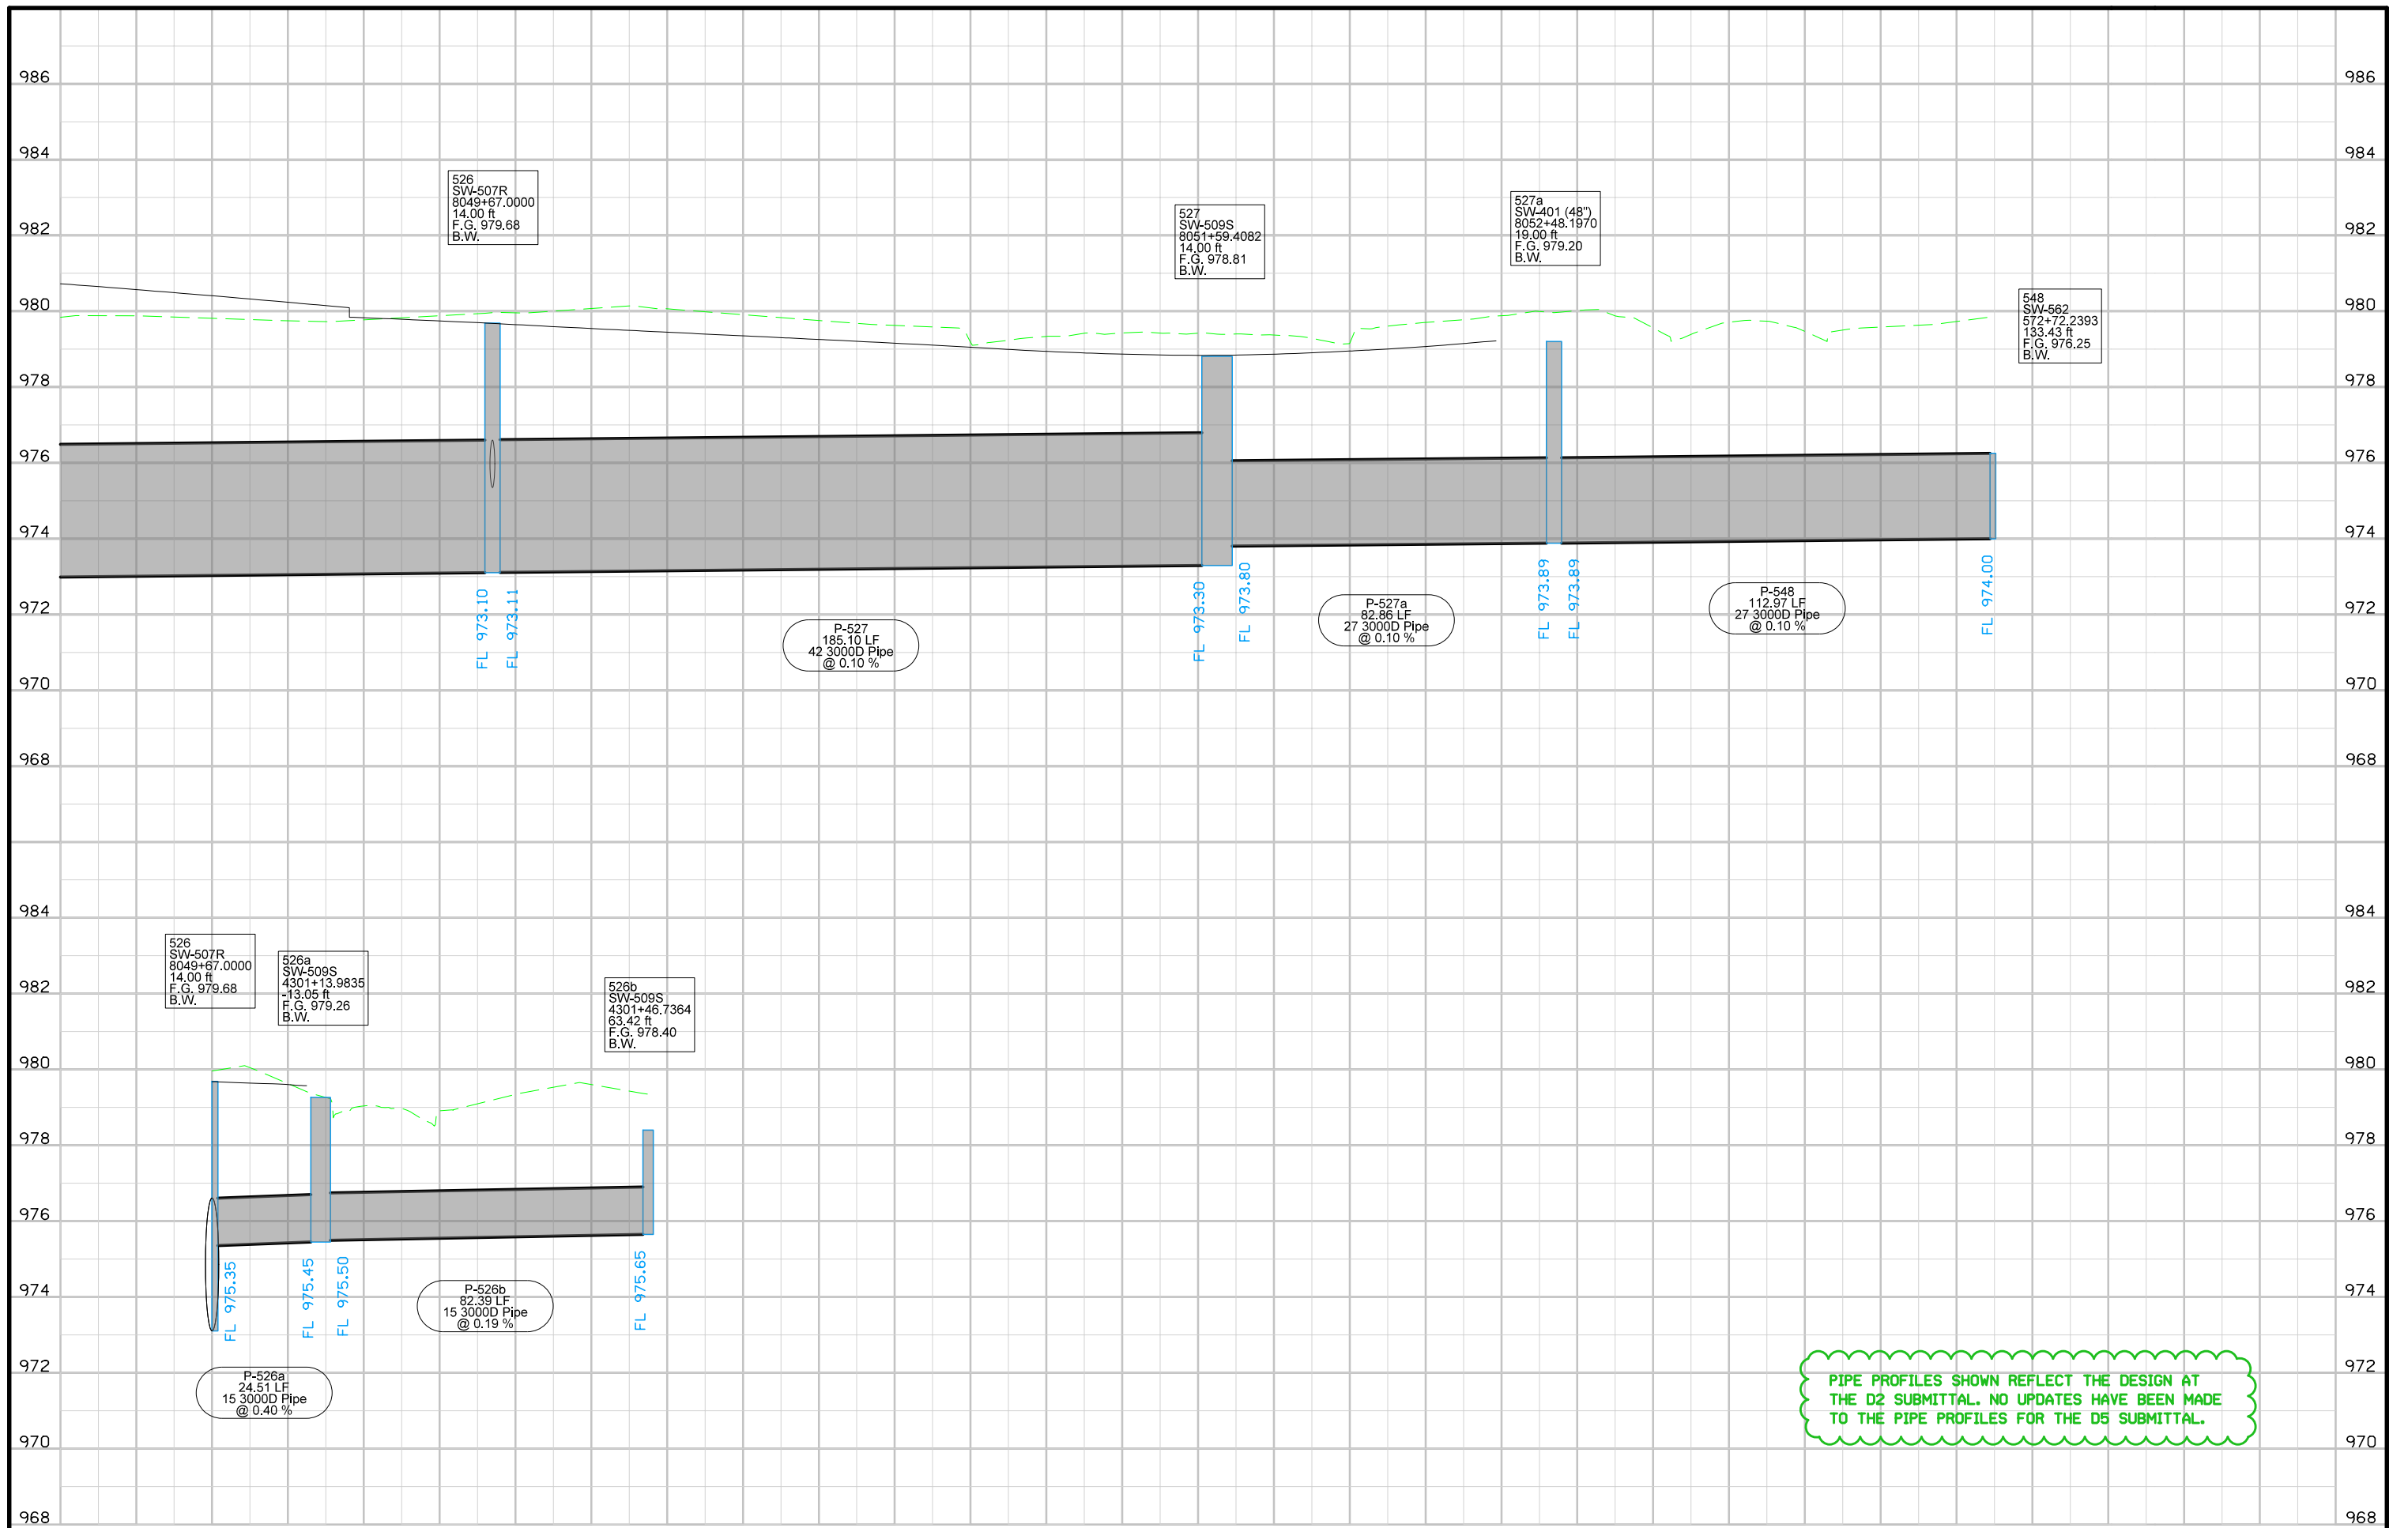 986
986
984
984
526
SW-507R
8049+67.0000
14.00 ft
F.G. 979.68
B.W.
527
SW-509S
8051+59.4082
14.00 ft
F.G. 978.81
B.W.
527a
SW-401 (48")
8052+48.1970
19.00 ft
F.G. 979.20
B.W.
548
SW-562
572+72.2393
133.43 ft
F.G. 976.25
B.W.
982
982
980
980
978
978
976
976
974
974
FL 973.10
FL 973.11
FL 973.30
FL 973.80
FL 973.89
FL 973.89
FL 974.00
972
972
P-527
185.10 LF
42 3000D Pipe
@ 0.10 %
P-527a
82.86 LF
27 3000D Pipe
@ 0.10 %
P-548
112.97 LF
27 3000D Pipe
@ 0.10 %
970
970
968
968
984
984
526
SW-507R
8049+67.0000
14.00 ft
F.G. 979.68
B.W.
526a
SW-509S
4301+13.9835
-13.05 ft
F.G. 979.26
B.W.
526b
SW-509S
4301+46.7364
63.42 ft
F.G. 978.40
B.W.
982
982
980
980
978
978
976
976
FL 975.35
FL 975.45
FL 975.50
FL 975.65
974
974
P-526b
82.39 LF
15 3000D Pipe
@ 0.19 %
972
972
P-526a
24.51 LF
15 3000D Pipe
@ 0.40 %
PIPE PROFILES SHOWN REFLECT THE DESIGN AT
THE D2 SUBMITTAL. NO UPDATES HAVE BEEN MADE
TO THE PIPE PROFILES FOR THE D5 SUBMITTAL.
970
970
968
968